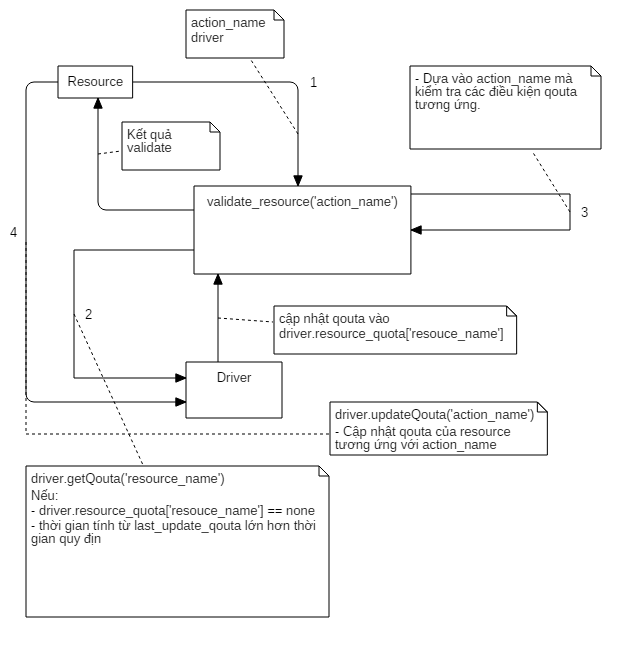 action_name
driver
Resource
1
- Dựa vào action_name mà
kiểm tra các điều kiện qouta
tương ứng.
Kết quả
validate
validate_resource('action_name')
3
4
2
cập nhật qouta vào
driver.resource_quota['resouce_name']
Driver
driver.updateQouta('action_name')
- Cập nhật qouta của resource
tương ứng với action_name
driver.getQouta('resource_name')
Nếu:
- driver.resource_quota['resouce_name'] == none
- thời gian tính từ last_update_qouta lớn hơn thời
gian quy địn